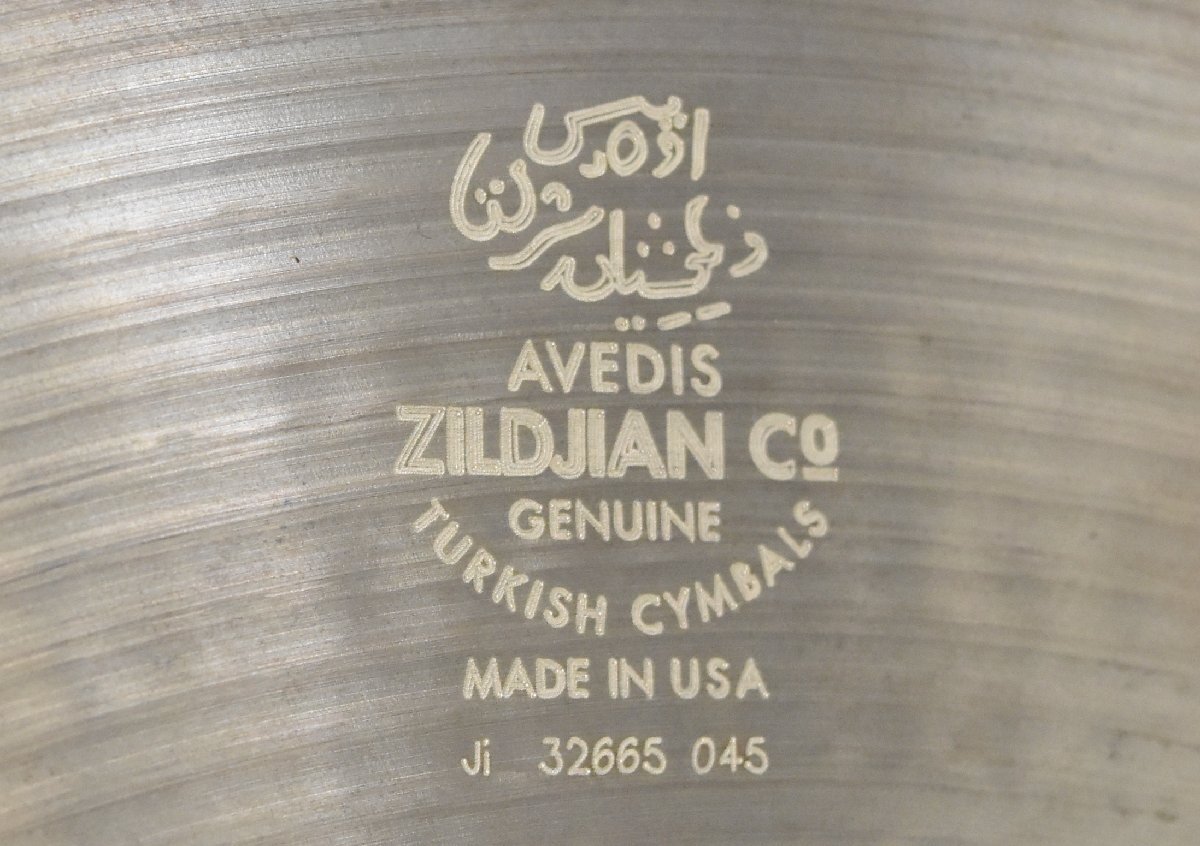 AVEDIS
ZILDJIAN Cº
GENUINE
TURKISH CYMBALS
MADE IN USA
Ji 32665 045